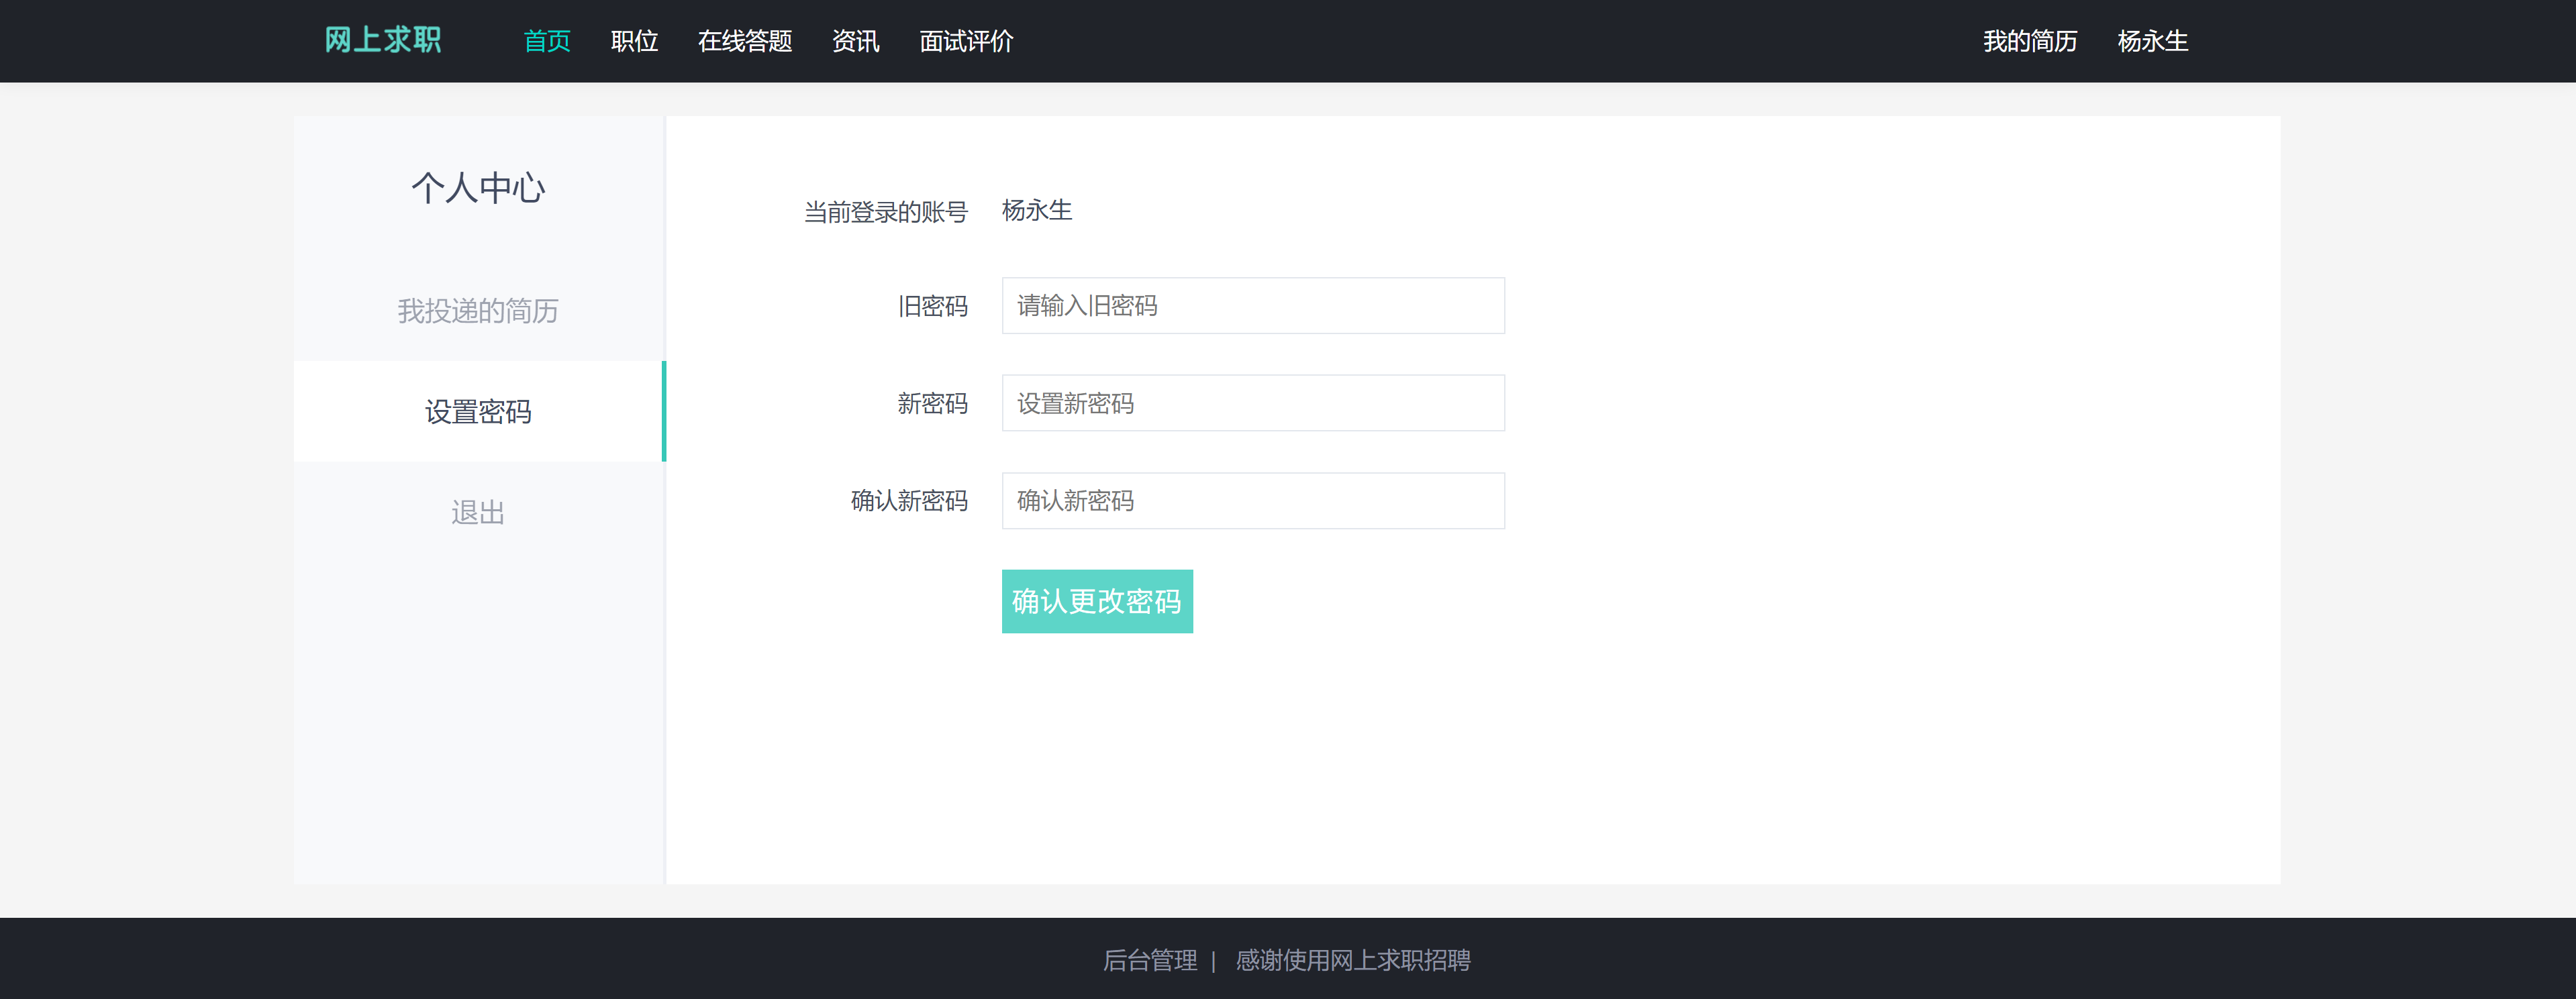 网上求职 首页 职位 在线答题 资讯 面试评价 我的简历 杨永生
个人中心
我投递的简历
设置密码
退出
当前登录的账号 杨永生
旧密码 请输入旧密码
新密码 设置新密码
确认新密码 确认新密码
确认更改密码
后台管理 | 感谢使用网上求职招聘